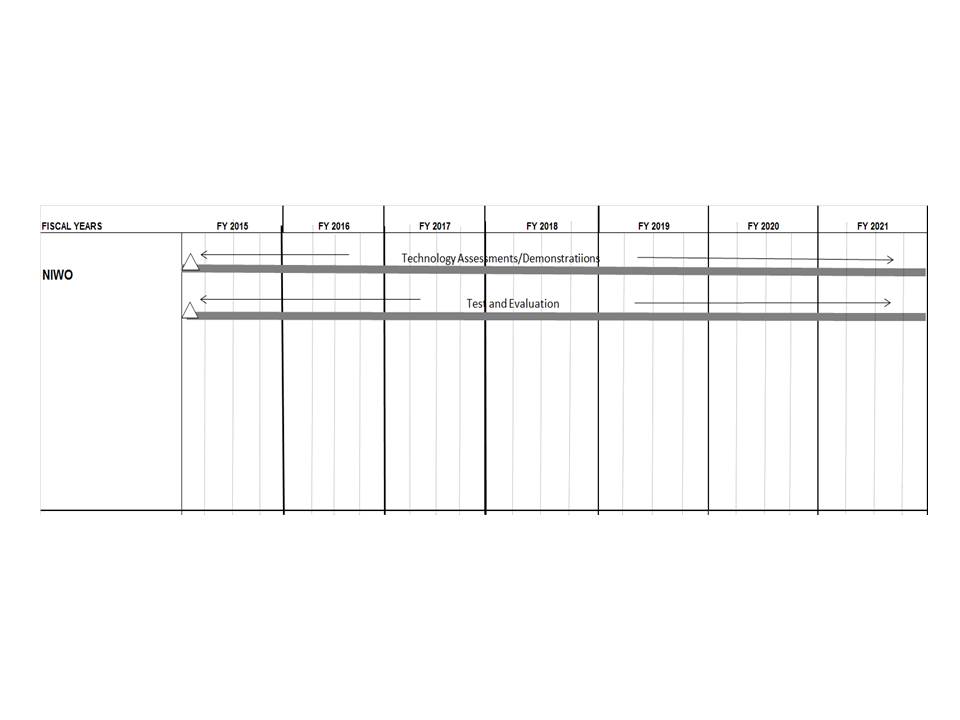 FISCAL YEARS FY 2015 FY 2016 FY 2017 FY 2018 FY 2019 FY 2020 FY 2021
Technology Assessments/Demonstratiions
NIWO
Test and Evaluation